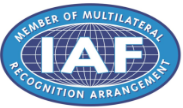 MEMBER OF MULTILATERAL
IAF
RECOGNITION ARRANGEMENT